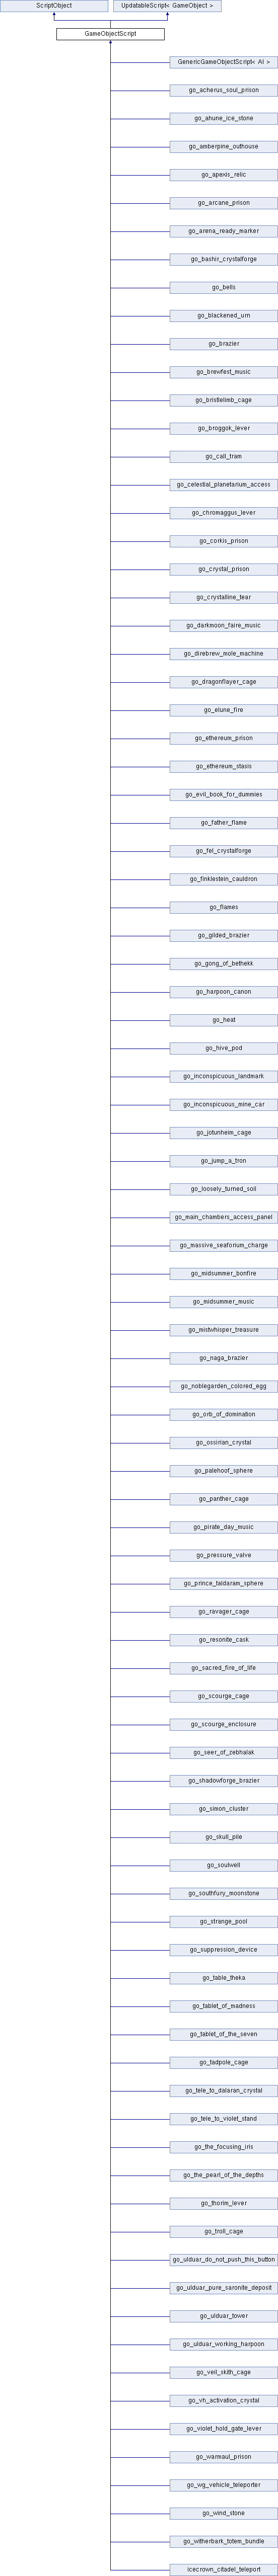 ScriptObject
UpdatableScript< GameObject >
GameObjectScript
GenericGameObjectScript< AI >
go_acherus_soul_prison
go_ahune_ice_stone
go_amberpine_outhouse
go_apexis_relic
go_arcane_prison
go_arena_ready_marker
go_bashir_crystalforge
go_bells
go_blackened_urn
go_brazier
go_brewfest_music
go_bristlelimb_cage
go_broggok_lever
go_call_tram
go_celestial_planetarium_access
go_chromaggus_lever
go_corkis_prison
go_crystal_prison
go_crystalline_tear
go_darkmoon_faire_music
go_direbrew_mole_machine
go_dragonflayer_cage
go_elune_fire
go_ethereum_prison
go_ethereum_stasis
go_evil_book_for_dummies
go_father_flame
go_fel_crystalforge
go_finklestein_cauldron
go_flames
go_gilded_brazier
go_gong_of_bethekk
go_harpoon_canon
go_heat
go_hive_pod
go_inconspicuous_landmark
go_inconspicuous_mine_car
go_jotunheim_cage
go_jump_a_tron
go_loosely_turned_soil
go_main_chambers_access_panel
go_massive_seaforium_charge
go_midsummer_bonfire
go_midsummer_music
go_mistwhisper_treasure
go_naga_brazier
go_noblegarden_colored_egg
go_orb_of_domination
go_ossirian_crystal
go_palehoof_sphere
go_panther_cage
go_pirate_day_music
go_pressure_valve
go_prince_taldaram_sphere
go_ravager_cage
go_resonite_cask
go_sacred_fire_of_life
go_scourge_cage
go_scourge_enclosure
go_seer_of_zebhalak
go_shadowforge_brazier
go_simon_cluster
go_skull_pile
go_soulwell
go_southfury_moonstone
go_strange_pool
go_suppression_device
go_table_theka
go_tablet_of_madness
go_tablet_of_the_seven
go_tadpole_cage
go_tele_to_dalaran_crystal
go_tele_to_violet_stand
go_the_focusing_iris
go_the_pearl_of_the_depths
go_thorim_lever
go_troll_cage
go_ulduar_do_not_push_this_button
go_ulduar_pure_saronite_deposit
go_ulduar_tower
go_ulduar_working_harpoon
go_veil_skith_cage
go_vh_activation_crystal
go_violet_hold_gate_lever
go_warmaul_prison
go_wg_vehicle_teleporter
go_wind_stone
go_witherbark_totem_bundle
icecrown_citadel_teleport